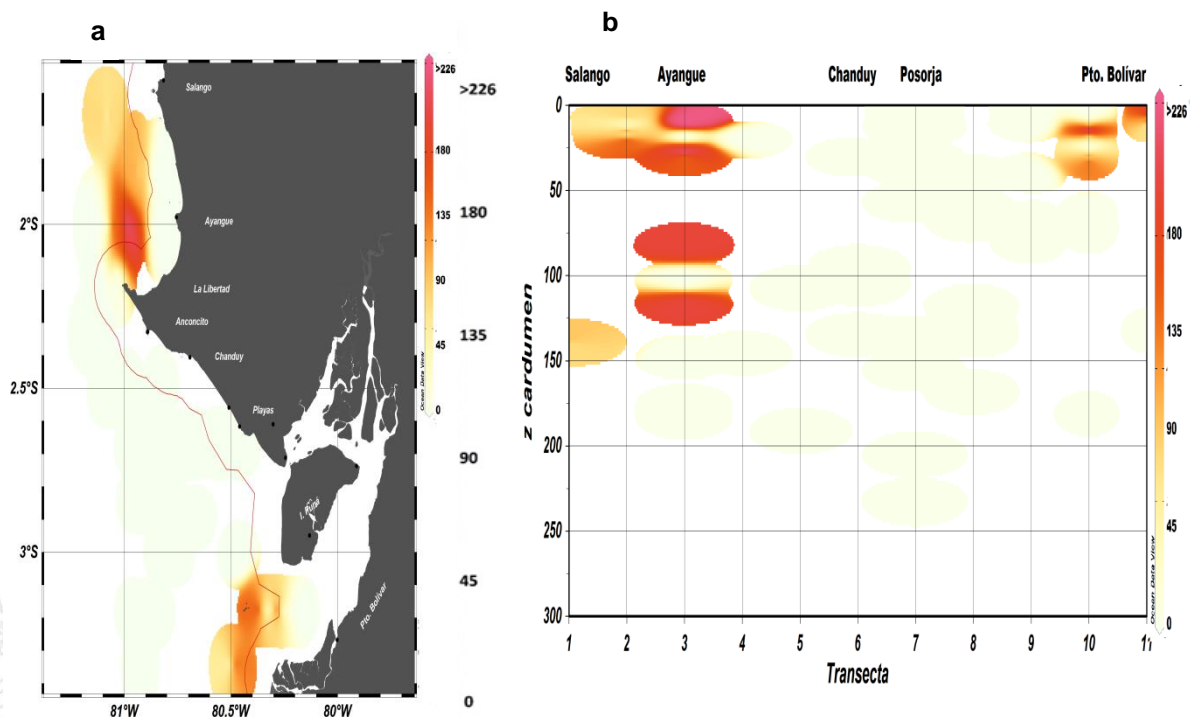 a
Salango
Ayangue
La Libertad
Anconcito
Chanduy
Playas
I. Puná
Pto. Bolívar
2°S
2.5°S
3°S
81°W
80.5°W
80°W
>226
180
135
90
45
0
Ocean Data View
>226
180
135
90
45
0
b
Salango Ayangue Chanduy Posorja Pto. Bolívar
z cardumen
0
50
100
150
200
250
300
1 2 3 4 5 6 7 8 9 10 11
Transecta
>226
180
135
90
45
0
Ocean Data View